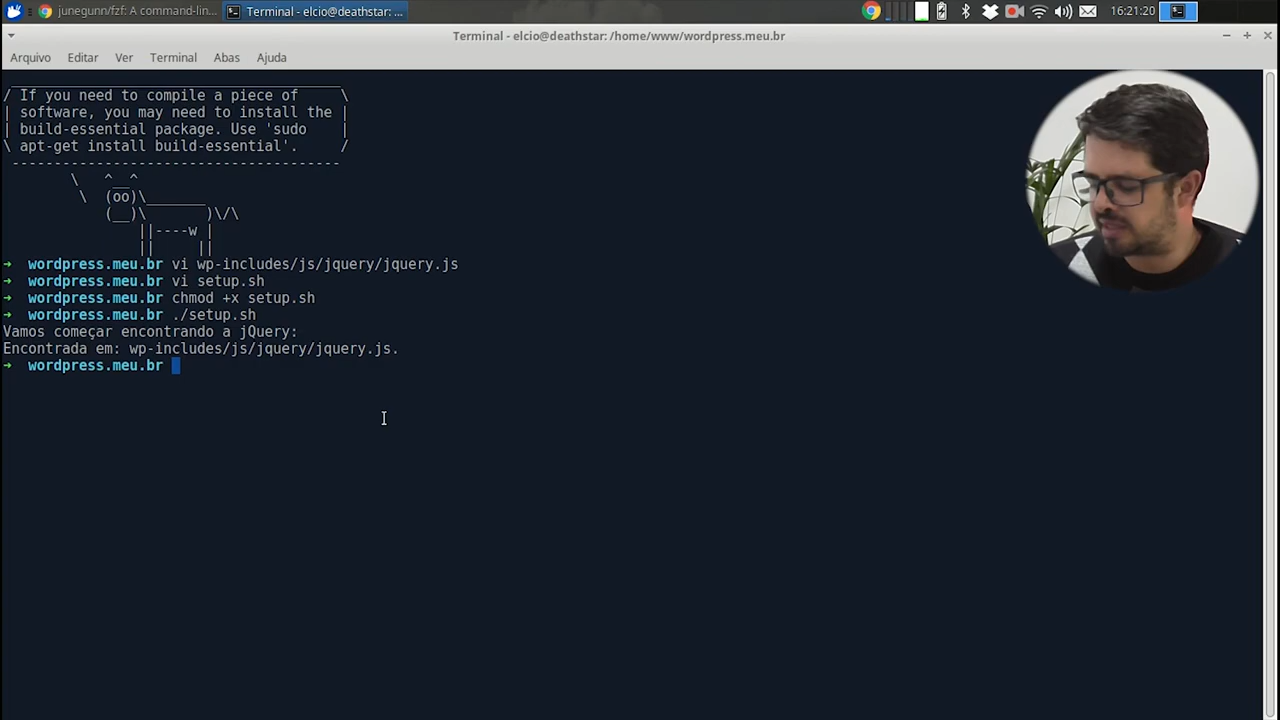 junegunn/fzf: A command-lin...
Terminal - elcio@deathstar: ...
16:21:20
Terminal - elcio@deathstar: /home/www/wordpress.meu.br
Arquivo Editar Ver Terminal Abas Ajuda
/ If you need to compile a piece of \
| software, you may need to install the |
| build-essential package. Use 'sudo |
\ apt-get install build-essential'. /
---------------------------------------
\ ^__^
\ (oo)\_______
(__)\ )\/\
||----w |
|| ||
➜ wordpress.meu.br vi wp-includes/js/jquery/jquery.js
➜ wordpress.meu.br vi setup.sh
➜ wordpress.meu.br chmod +x setup.sh
➜ wordpress.meu.br ./setup.sh
Vamos começar encontrando a jQuery:
Encontrada em: wp-includes/js/jquery/jquery.js.
➜ wordpress.meu.br